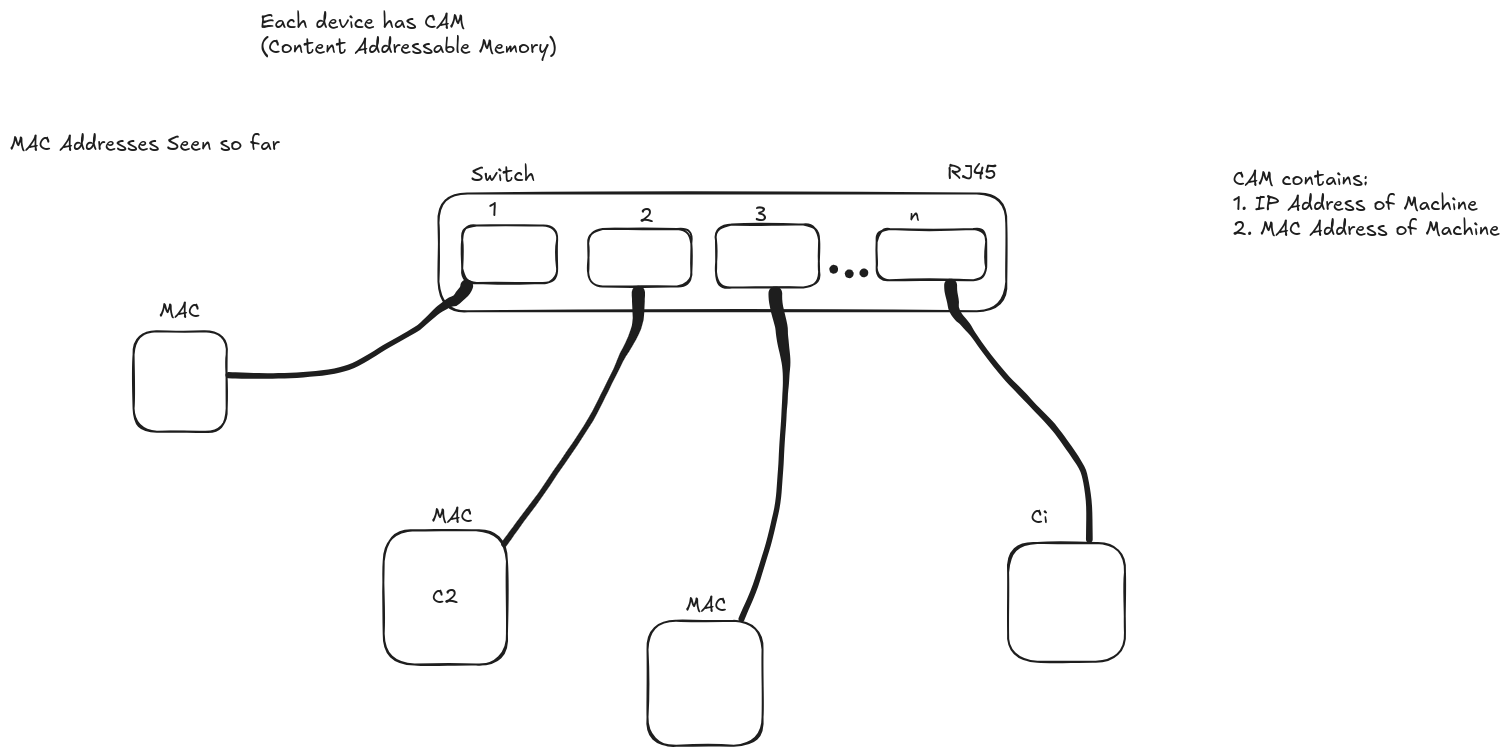 Each device has CAM
(Content Addressable Memory)
MAC Addresses Seen so far
Switch
RJ45
CAM contains:
1. IP Address of Machine
2. MAC Address of Machine
1
2
3
n
MAC
MAC
C2
MAC
Ci